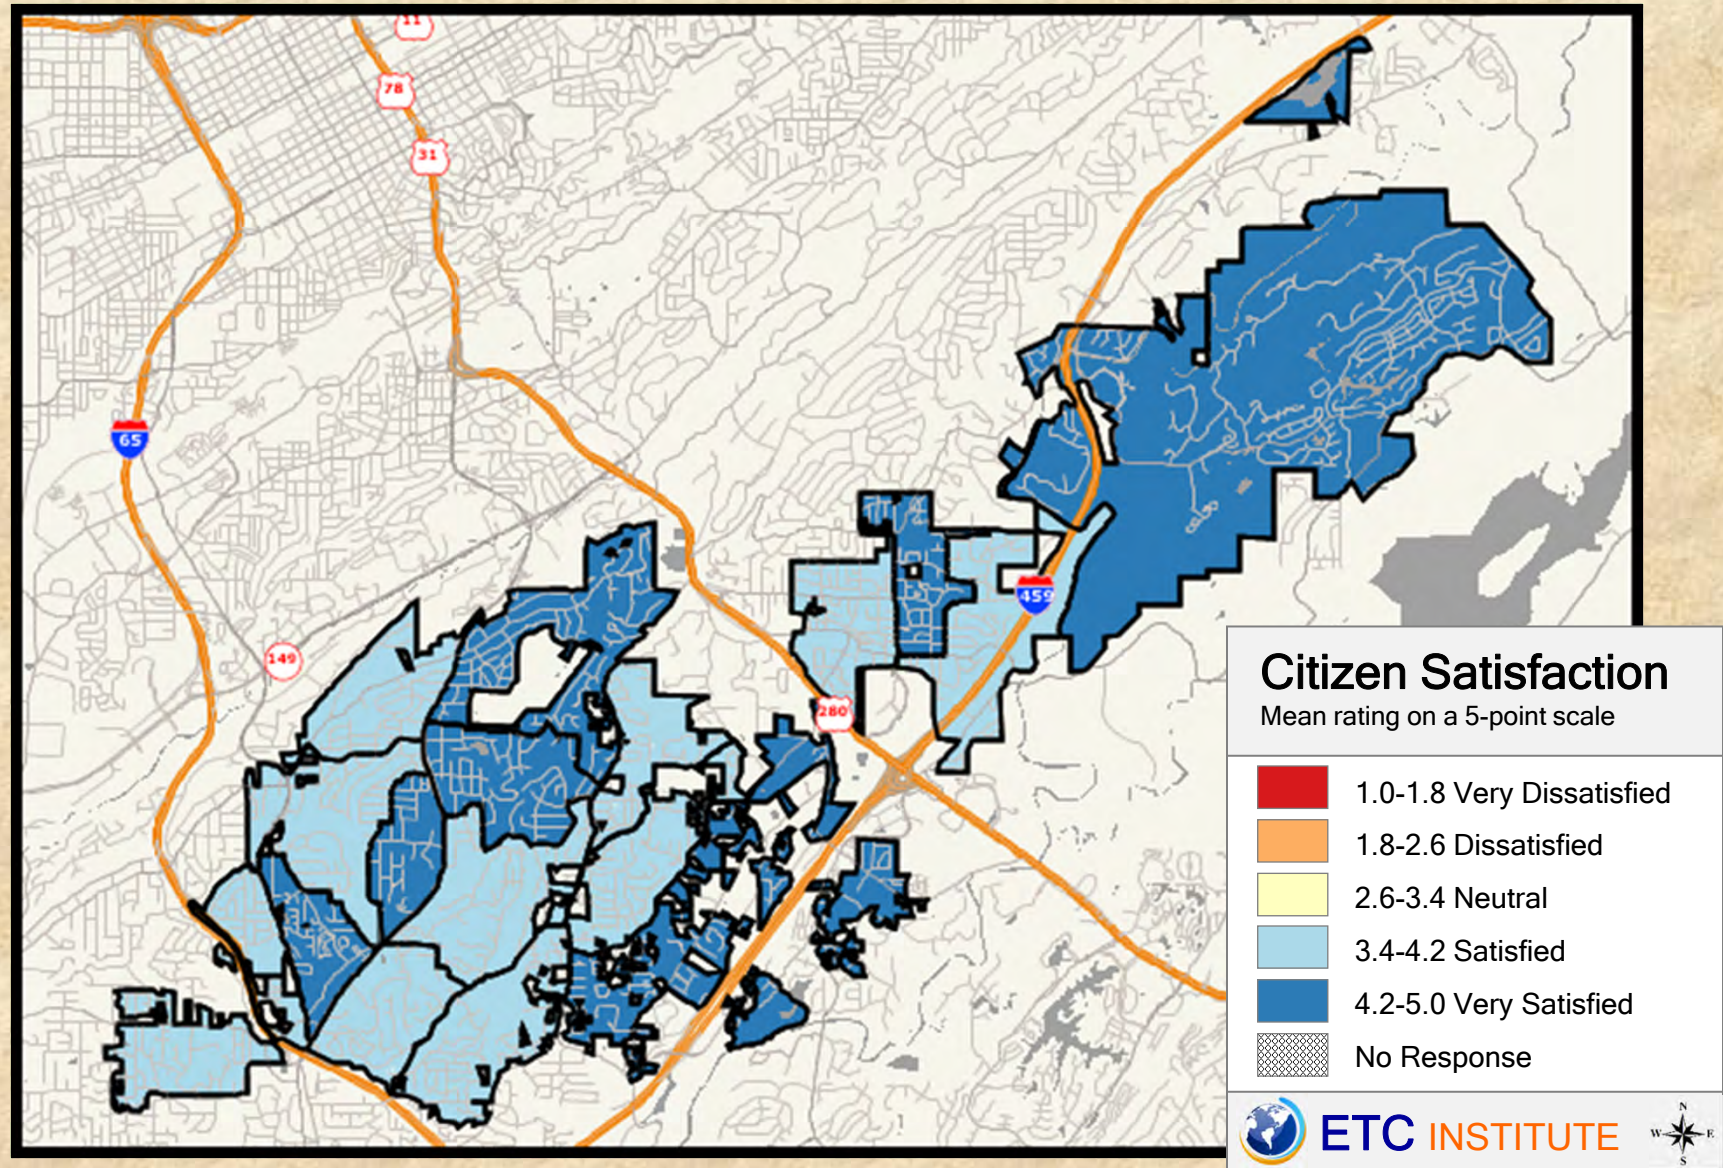 11
78
31
65
149
459
280
Citizen Satisfaction
Mean rating on a 5-point scale
1.0-1.8 Very Dissatisfied
1.8-2.6 Dissatisfied
2.6-3.4 Neutral
3.4-4.2 Satisfied
4.2-5.0 Very Satisfied
No Response
ETC INSTITUTE
N
W E
S